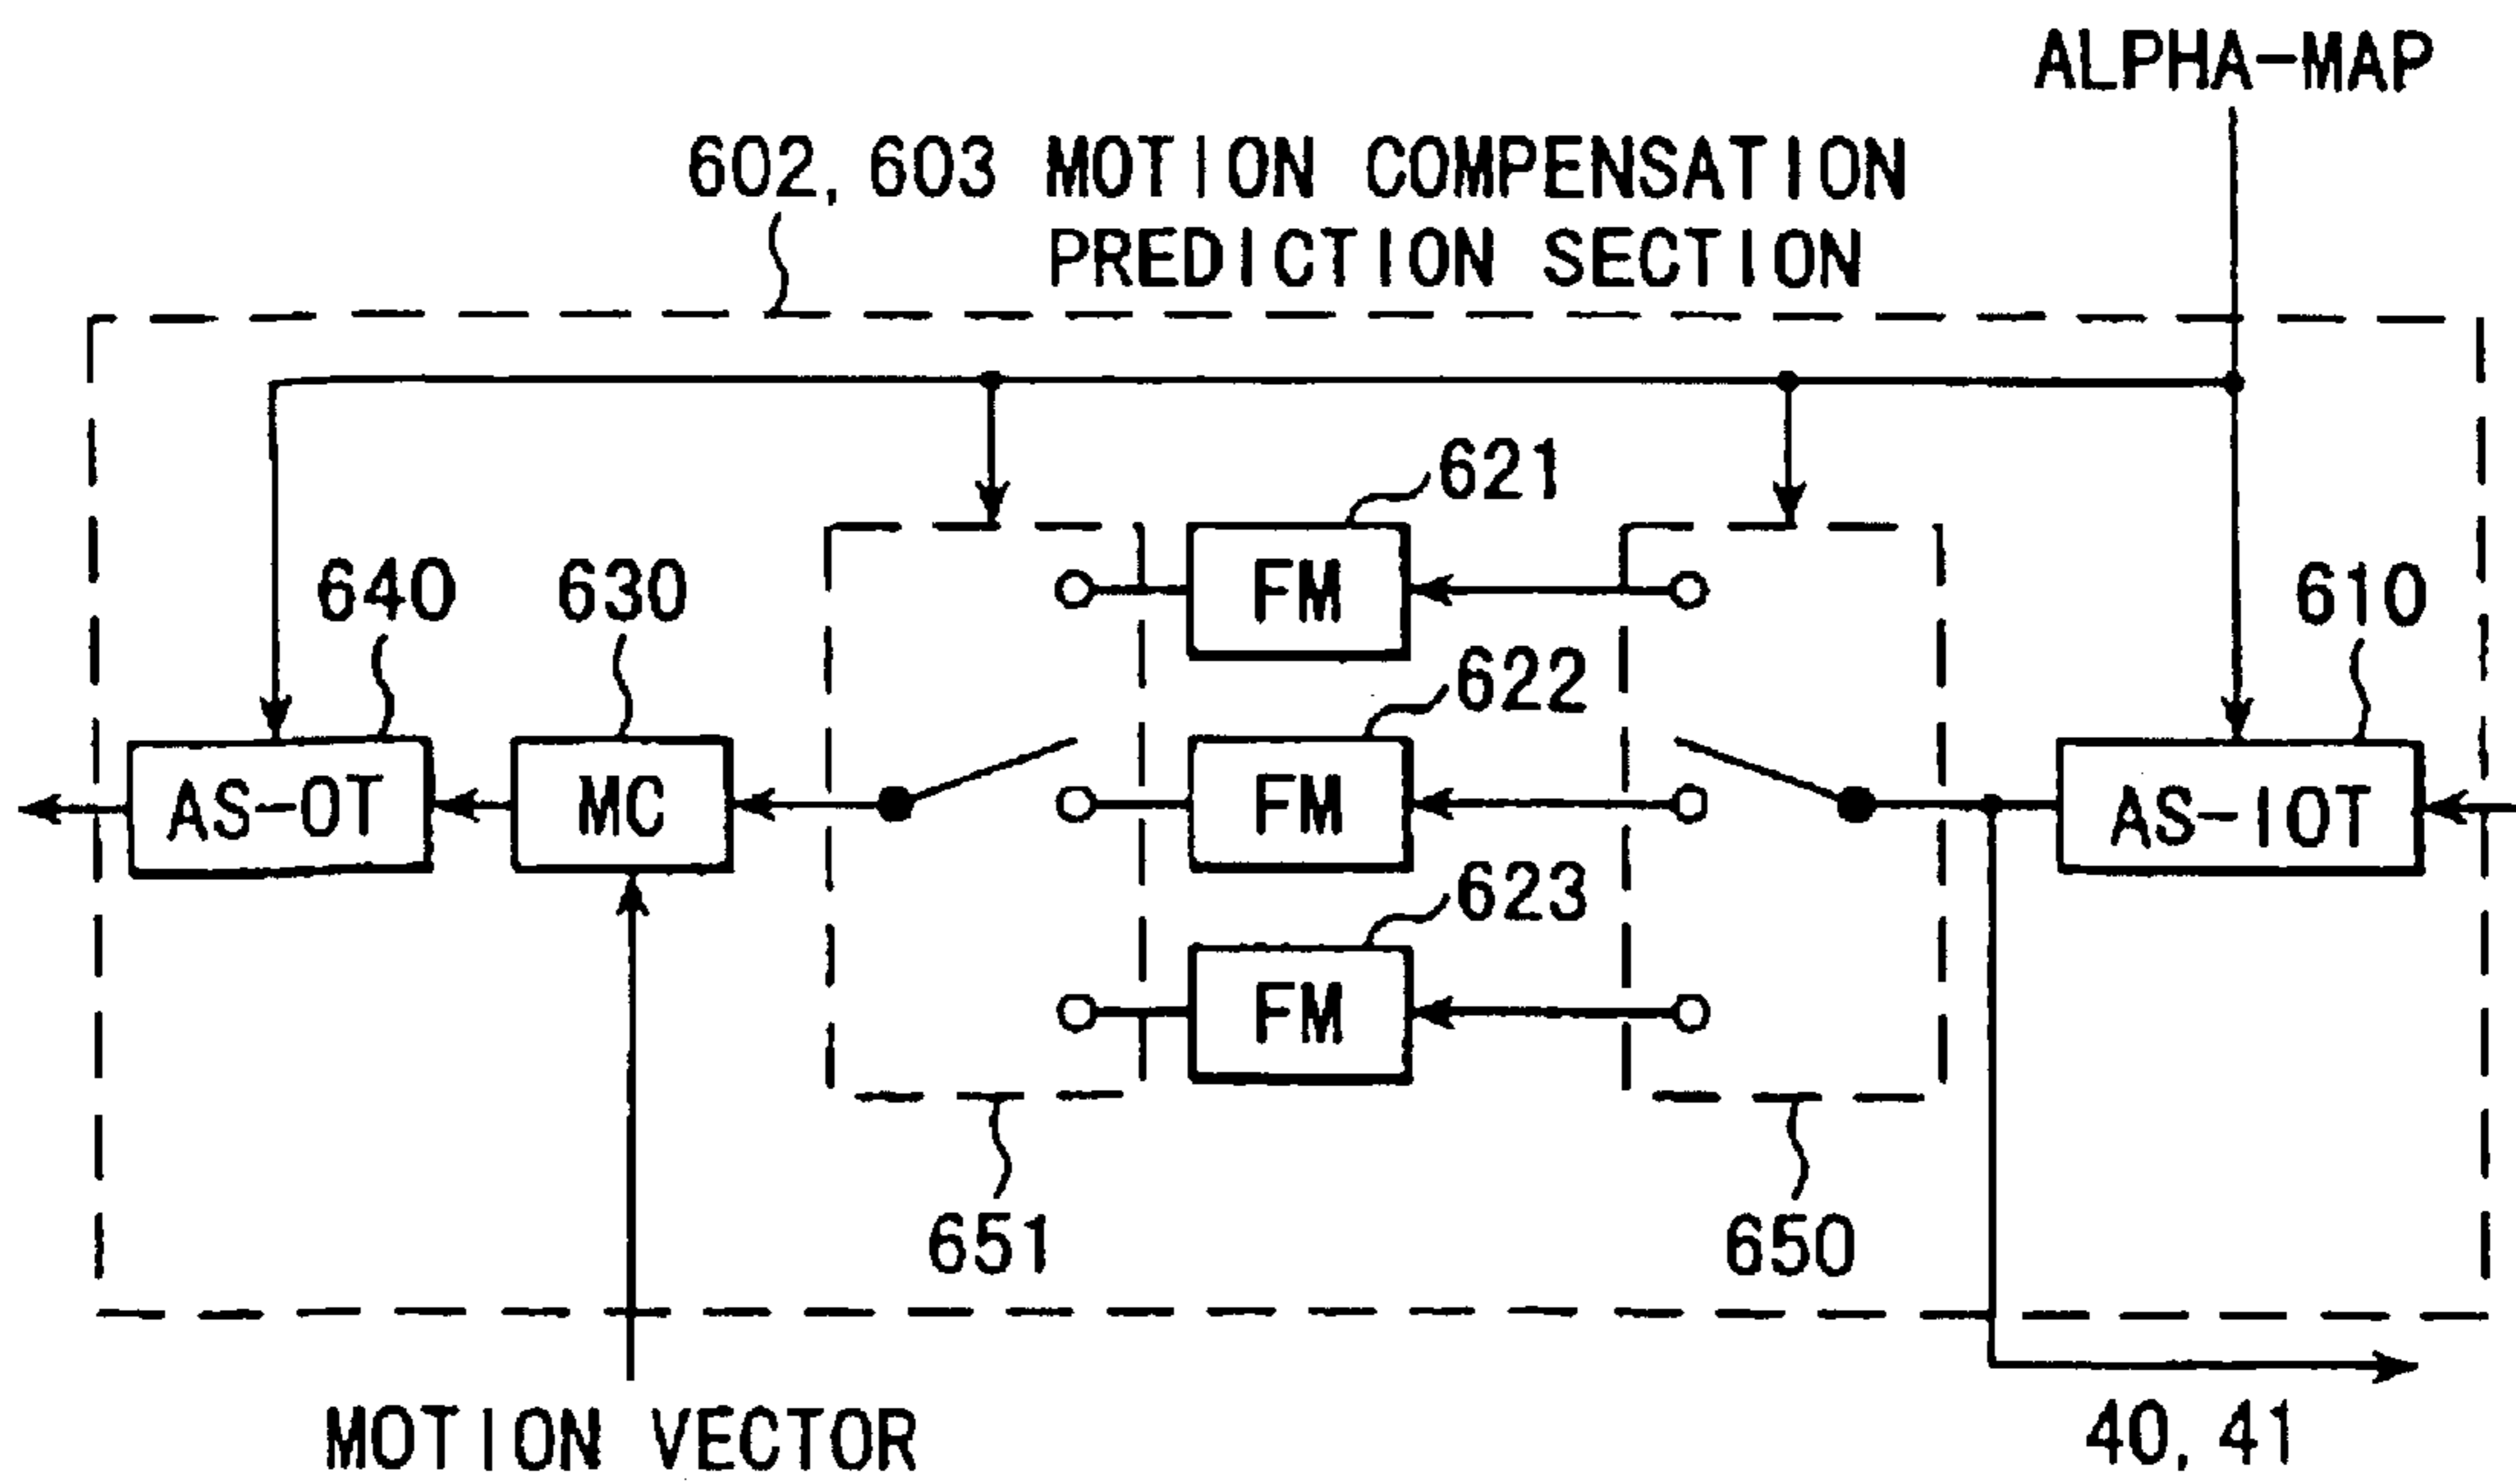 ALPHA-MAP
602, 603 MOTION COMPENSATION
PREDICTION SECTION
621
640
630
FM
610
622
AS-OT
MC
FM
AS-IOT
623
FM
651
650
MOTION VECTOR
40, 41